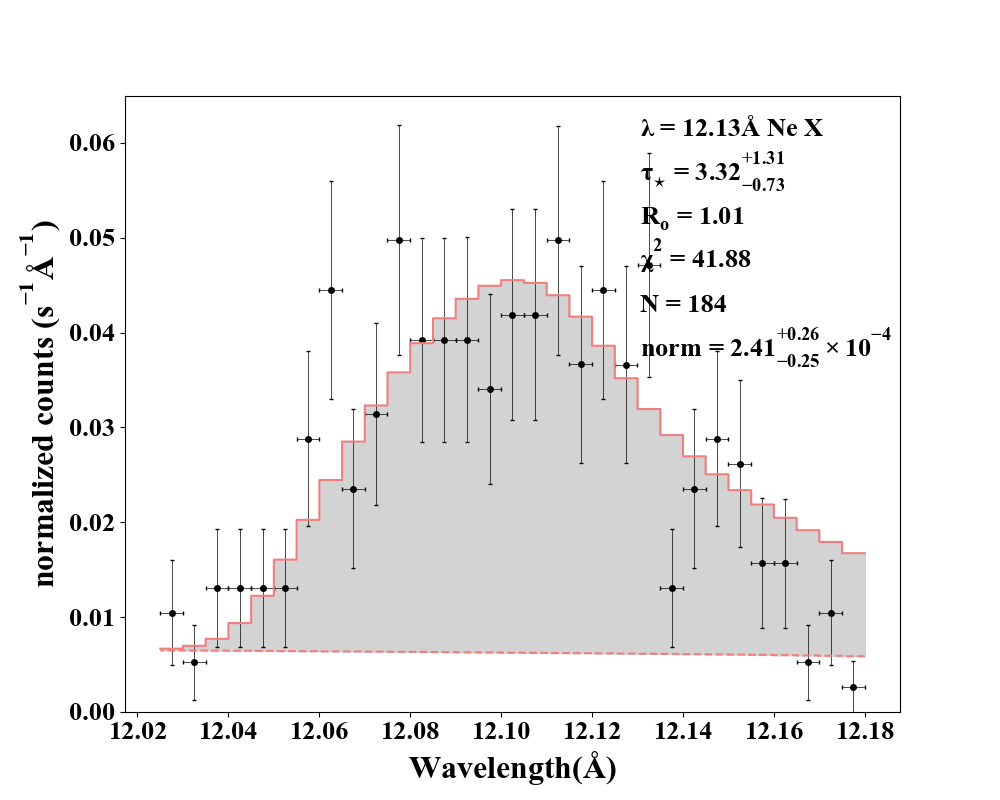 λ = 12.13Å Ne X
τ⋆ = 3.32 +1.31 −0.73
Ro = 1.01
χ2 = 41.88
N = 184
norm = 2.41 +0.26 −0.25 × 10−4
normalized counts (s−1 Å−1)
0.06
0.05
0.04
0.03
0.02
0.01
0.00
12.02 12.04 12.06 12.08 12.10 12.12 12.14 12.16 12.18
Wavelength(Å)